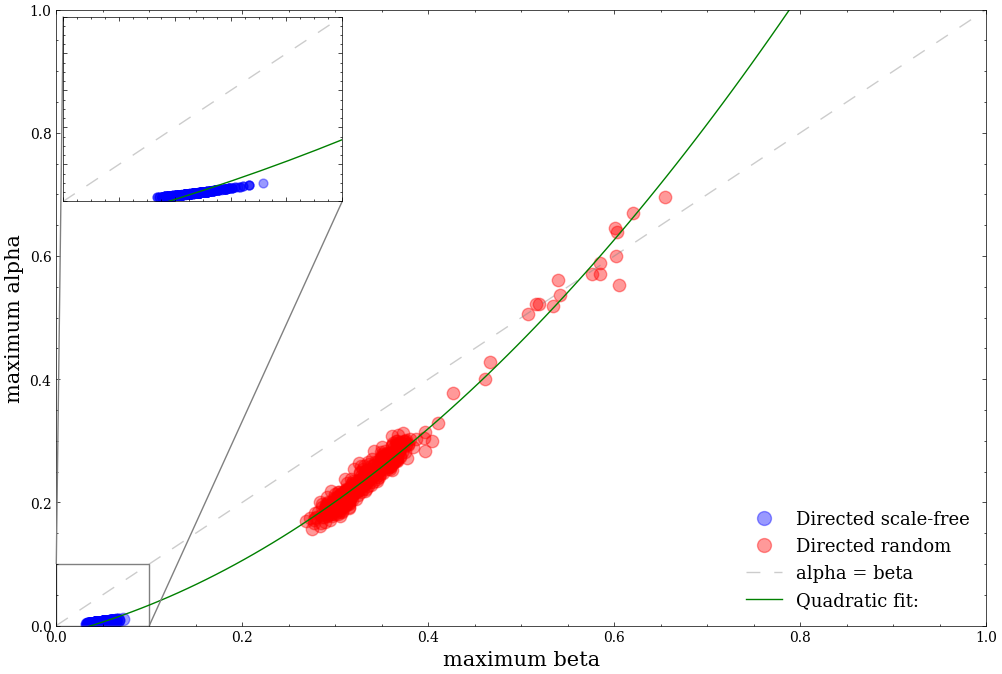 1.0
0.8
0.6
0.4
0.2
0.0
maximum alpha
Directed scale-free
Directed random
alpha = beta
Quadratic fit:
0.0 0.2 0.4 0.6 0.8 1.0
maximum beta